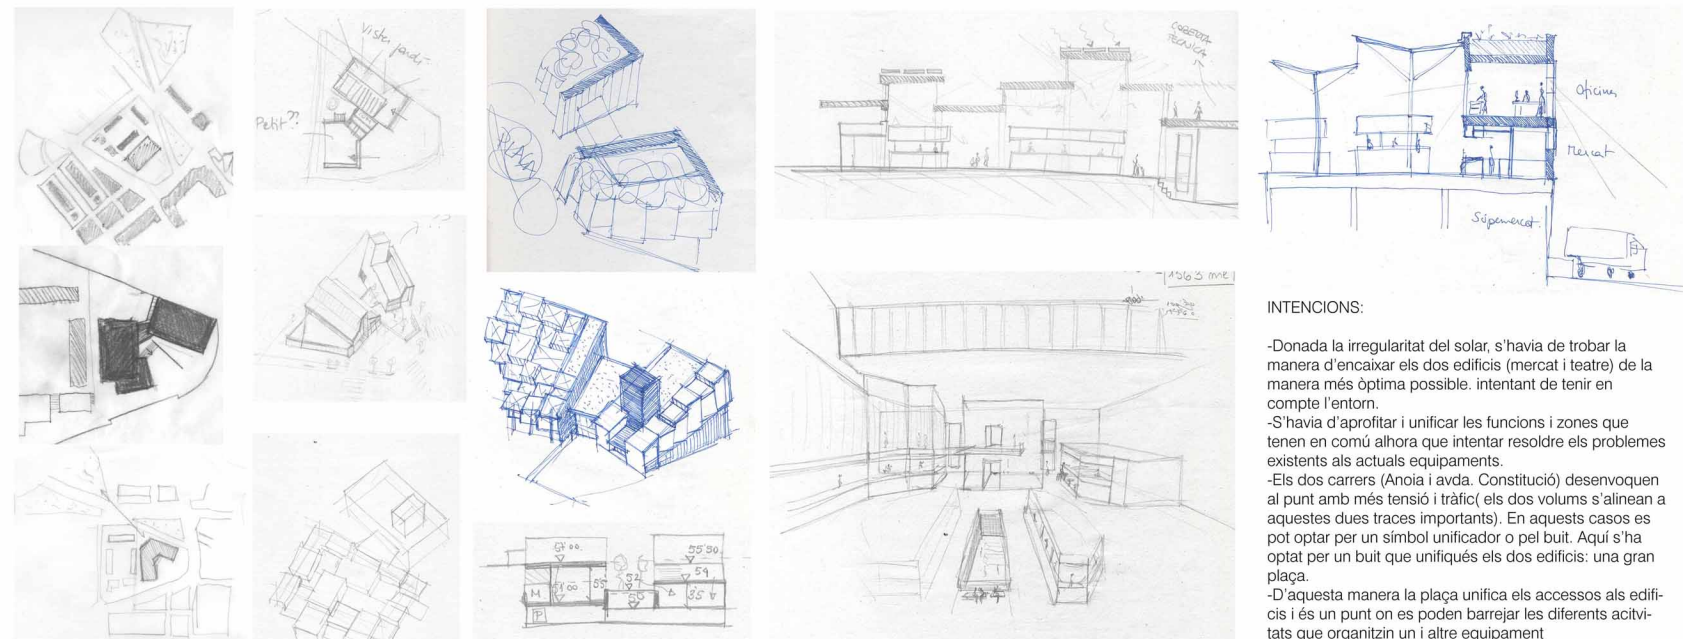 Vistes jardí
Petit??
PLAÇA
COBERTA
TÈCNICA
Oficines
Mercat
Súpermercat
1563 m2
57'00
55'50
54
52
50
M
P
INTENCIONS:
-Donada la irregularitat del solar, s'havia de trobar la
manera d'encaixar els dos edificis (mercat i teatre) de la
manera més òptima possible. intentant de tenir en
compte l'entorn.
-S'havia d'aprofitar i unificar les funcions i zones que
tenen en comú alhora que intentar resoldre els problemes
existents als actuals equipaments.
-Els dos carrers (Anoia i avda. Constitució) desenvoquen
al punt amb més tensió i tràfic( els dos volums s'alinean a
aquestes dues traces importants). En aquests casos es
pot optar per un símbol unificador o pel buit. Aquí s'ha
optat per un buit que unifiqués els dos edificis: una gran
plaça.
-D'aquesta manera la plaça unifica els accessos als edifi-
cis i és un punt on es poden barrejar les diferents acitvi-
tats que organitzin un i altre equipament